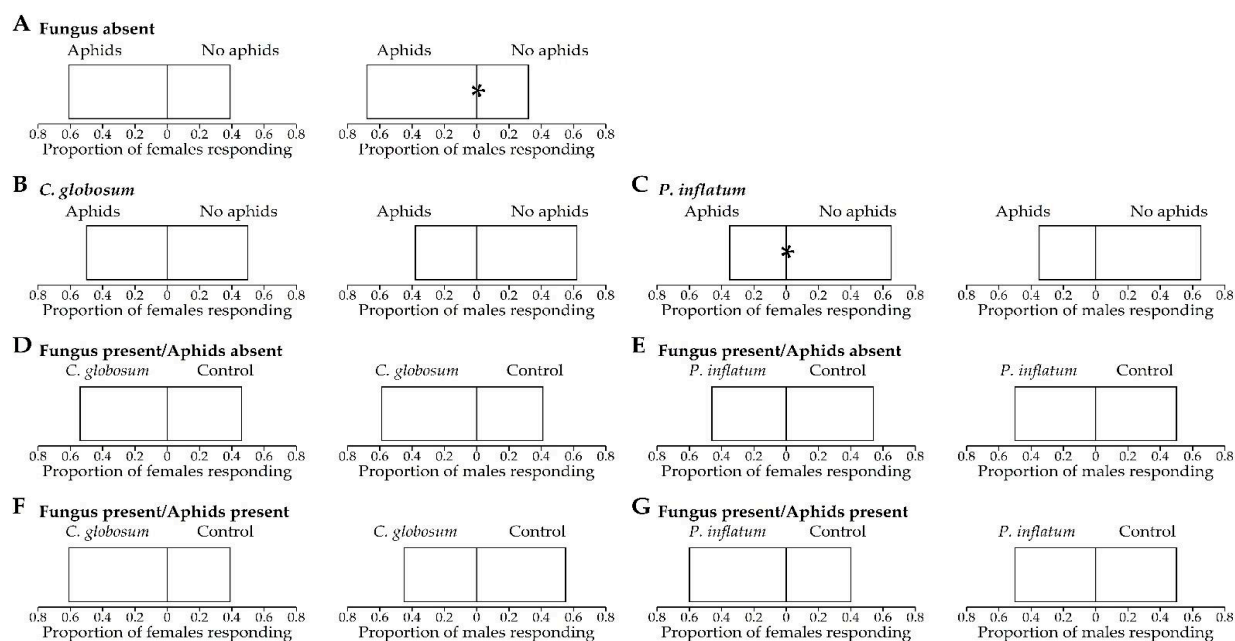 A Fungus absent
Aphids No aphids Aphids No aphids
*
0.8 0.6 0.4 0.2 0 0.2 0.4 0.6 0.8 0.8 0.6 0.4 0.2 0 0.2 0.4 0.6 0.8
Proportion of females responding Proportion of males responding
B C. globosum C P. inflatum
Aphids No aphids Aphids No aphids Aphids No aphids Aphids No aphids
*
0.8 0.6 0.4 0.2 0 0.2 0.4 0.6 0.8 0.8 0.6 0.4 0.2 0 0.2 0.4 0.6 0.8 0.8 0.6 0.4 0.2 0 0.2 0.4 0.6 0.8 0.8 0.6 0.4 0.2 0 0.2 0.4 0.6 0.8
Proportion of females responding Proportion of males responding Proportion of females responding Proportion of males responding
D Fungus present/Aphids absent E Fungus present/Aphids absent
C. globosum Control C. globosum Control P. inflatum Control P. inflatum Control
0.8 0.6 0.4 0.2 0 0.2 0.4 0.6 0.8 0.8 0.6 0.4 0.2 0 0.2 0.4 0.6 0.8 0.8 0.6 0.4 0.2 0 0.2 0.4 0.6 0.8 0.8 0.6 0.4 0.2 0 0.2 0.4 0.6 0.8
Proportion of females responding Proportion of males responding Proportion of females responding Proportion of males responding
F Fungus present/Aphids present G Fungus present/Aphids present
C. globosum Control C. globosum Control P. inflatum Control P. inflatum Control
0.8 0.6 0.4 0.2 0 0.2 0.4 0.6 0.8 0.8 0.6 0.4 0.2 0 0.2 0.4 0.6 0.8 0.8 0.6 0.4 0.2 0 0.2 0.4 0.6 0.8 0.8 0.6 0.4 0.2 0 0.2 0.4 0.6 0.8
Proportion of females responding Proportion of males responding Proportion of females responding Proportion of males responding